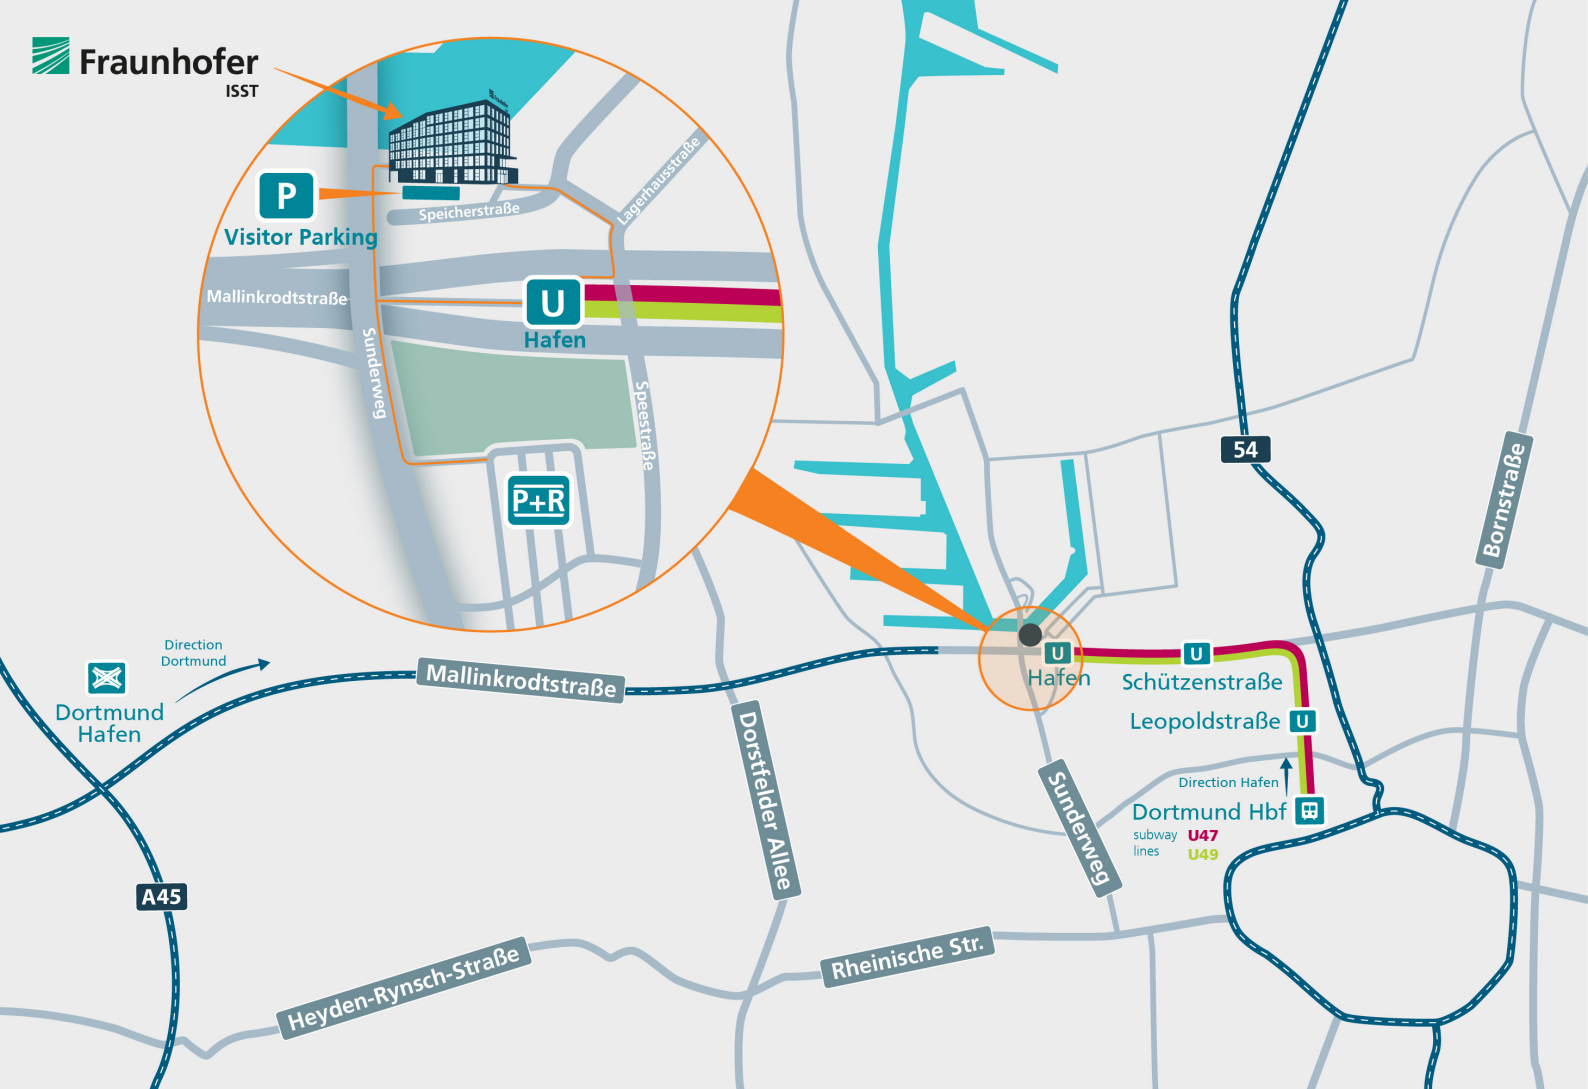 Fraunhofer
ISST
P
Visitor Parking
Speicherstraße
Lagerhausstraße
Mallinkrodtstraße
U
Hafen
Sunderweg
Speestraße
P+R
54
Bornstraße
Direction
Dortmund
Dortmund
Hafen
Mallinkrodtstraße
U
Hafen
U
Schützenstraße
Leopoldstraße
U
Direction Hafen
Dortmund Hbf
subway
lines
U47
U49
Dorstfelder Allee
Sunderweg
A45
Heyden-Rynsch-Straße
Rheinische Str.